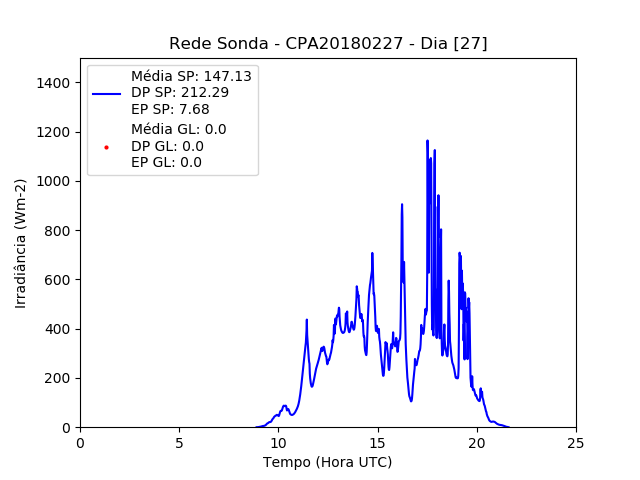 Rede Sonda - CPA20180227 - Dia [27]
Média SP: 147.13
DP SP: 212.29
EP SP: 7.68
Média GL: 0.0
DP GL: 0.0
EP GL: 0.0
Irradiância (Wm-2)
1400
1200
1000
800
600
400
200
0
0 5 10 15 20 25
Tempo (Hora UTC)